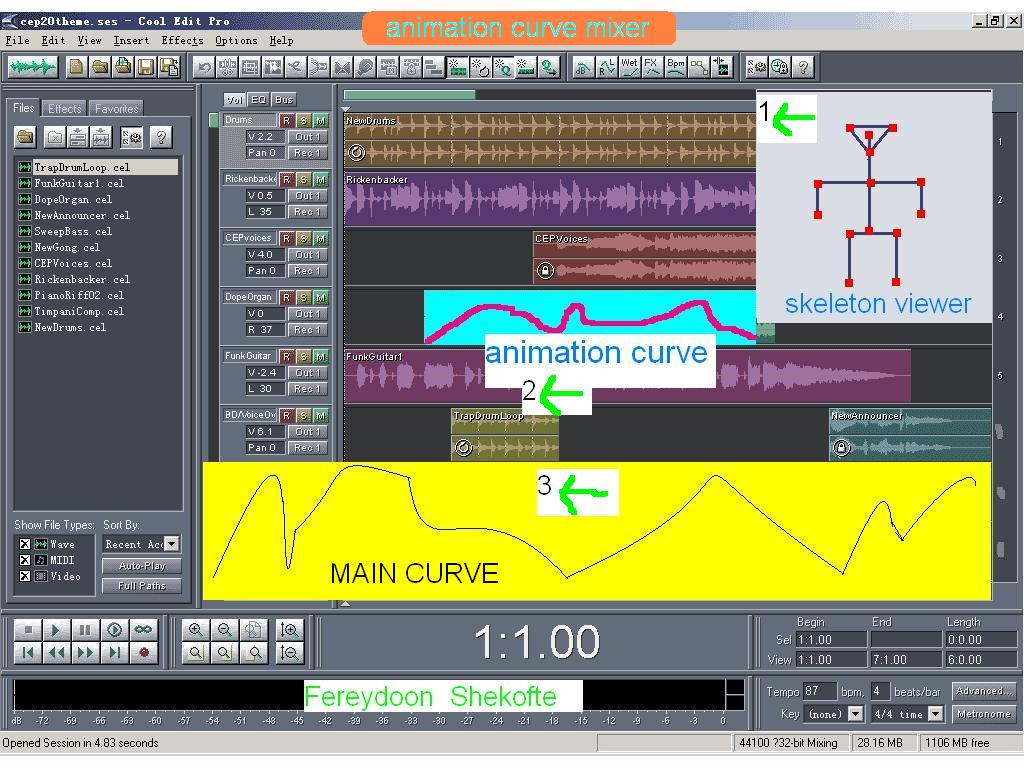 cep20theme.ses - Cool Edit Pro
animation curve mixer
File Edit View Insert Effects Options Help
Wet FX Bpm
Files Effects Favorites
Vol EQ Bus
TrapDrumLoop.cel
FunkGuitar1.cel
DopeOrgan.cel
NewAnnouncer.cel
SweepBass.cel
NewGong.cel
CEPVoices.cel
Rickenbacker.cel
PianoRiff02.cel
TimpaniComp.cel
NewDrums.cel
Drums R S M
V 2.2 Out 1
Pan 0 Rec 1
NewDrums
1
Rickenbacke R S M
V 0.5 Out 1
L 35 Rec 1
Rickenbacker
2
CEPvoices R S M
V 4.0 Out 1
Pan 0 Rec 1
CEPVoices
3
DopeOrgan R S M
V 0 Out 1
R 37 Rec 1
4
FunkGuitar R S M
V -2.4 Out 1
L 30 Rec 1
FunkGuitar1
5
BD/VoiceOv R S M
V 6.1 Out 1
Pan 0 Rec 1
TrapDrumLoop
NewAnnouncer
1
skeleton viewer
animation curve
2
3
MAIN CURVE
Show File Types: Sort By:
Wave Recent Acc
MIDI Auto-Play
Video Full Paths
1:1.00
Begin End Length
Sel 1:1.00 0:0.00
View 1:1.00 7:1.00 6:0.00
Fereydoon Shekofte
dB -72 -69 -66 -63 -60 -57 -54 -51 -48 -45 -42 -39 -36 -33 -30 -27 -24 -21 -18 -15 -12 -9 -6 -3 0
Tempo 87 bpm, 4 beats/bar Advanced...
Key (none) 4/4 time Metronome
Opened Session in 4.83 seconds
44100 ?32-bit Mixing 28.16 MB 1106 MB free